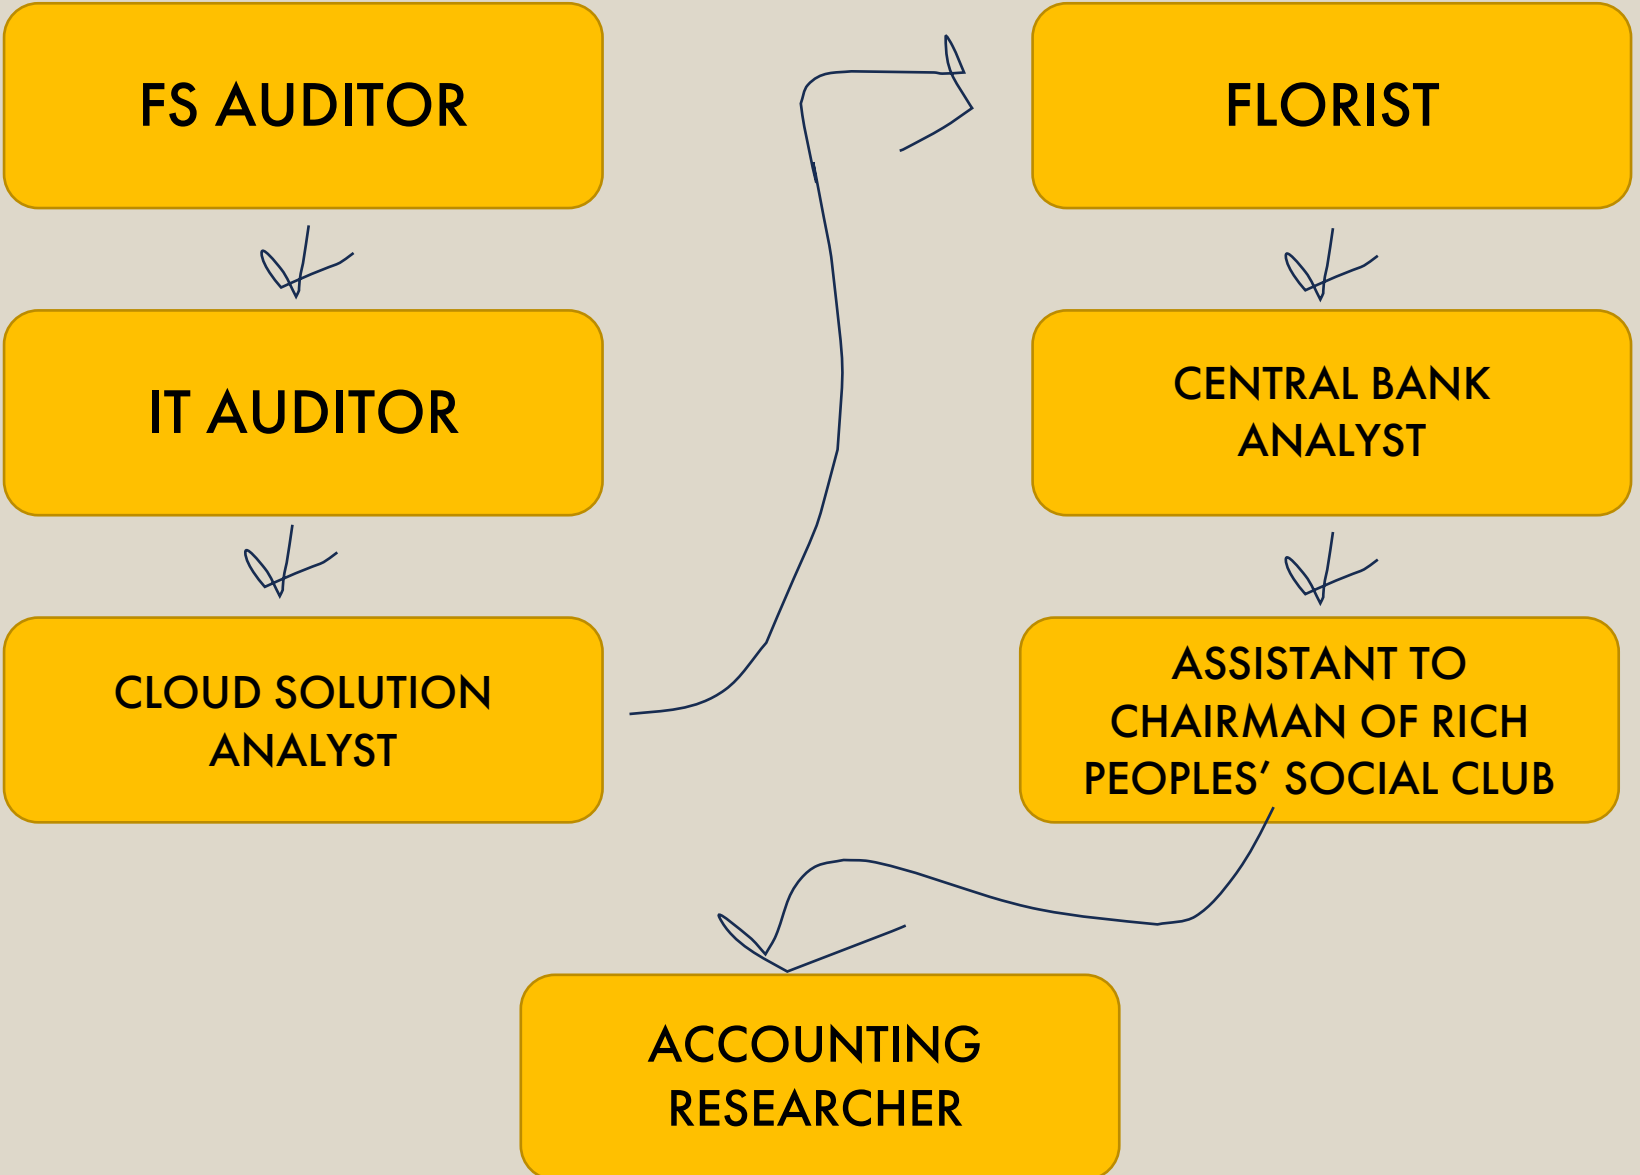 FS AUDITOR
IT AUDITOR
CLOUD SOLUTION
ANALYST
FLORIST
CENTRAL BANK
ANALYST
ASSISTANT TO
CHAIRMAN OF RICH
PEOPLES’ SOCIAL CLUB
ACCOUNTING
RESEARCHER